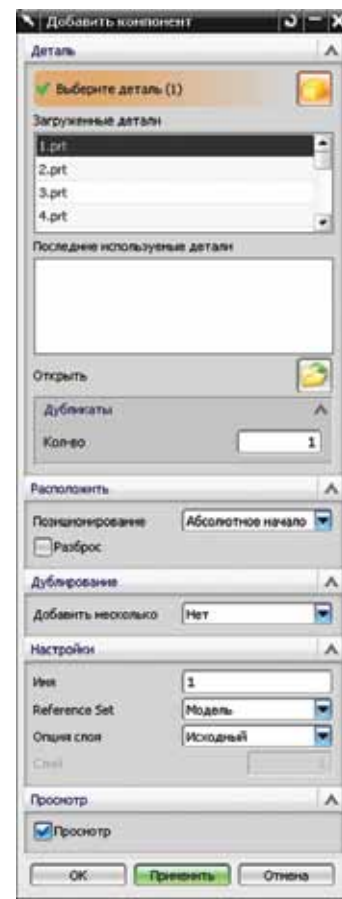 Добавить компонент
Деталь
Выберите деталь (1)
Загруженные детали
1.prt
2.prt
3.prt
4.prt
Последние используемые детали
Открыть
Дубликаты
Кол-во 1
Расположить
Позиционирование Абсолютное начало
Разброс
Дублирование
Добавить несколько Нет
Настройки
Имя 1
Reference Set Модель
Опция слоя Исходный
Слой
Просмотр
Просмотр
OK Применить Отмена